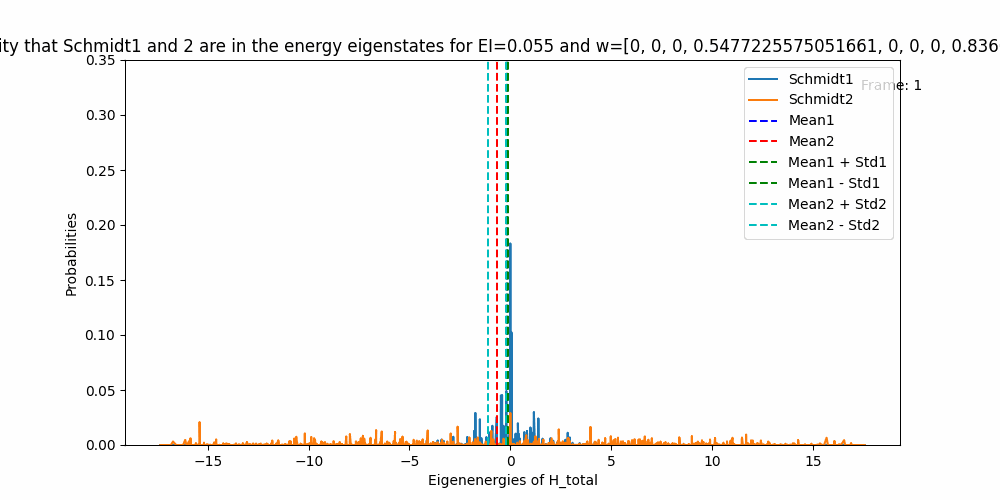 ity that Schmidt1 and 2 are in the energy eigenstates for EI=0.055 and w=[0, 0, 0, 0.5477225575051661, 0, 0, 0, 0.836
Frame: 1
Schmidt1
Schmidt2
Mean1
Mean2
Mean1 + Std1
Mean1 - Std1
Mean2 + Std2
Mean2 - Std2
0.35
0.30
0.25
0.20
0.15
0.10
0.05
0.00
Probabilities
−15 −10 −5 0 5 10 15
Eigenenergies of H_total